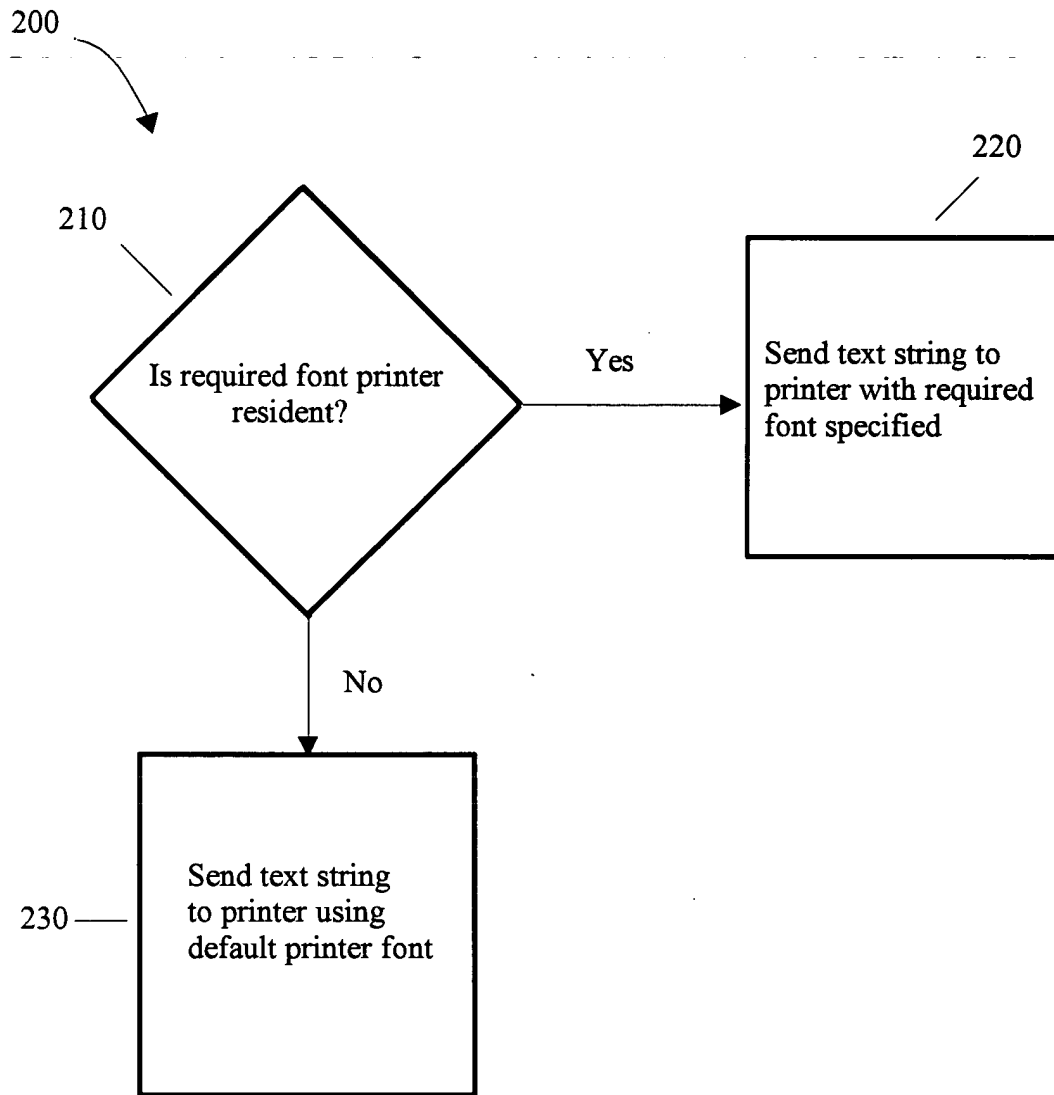 200
220
210
Is required font printer
resident?
Yes
Send text string to
printer with required
font specified
No
Send text string
to printer using
default printer font
230